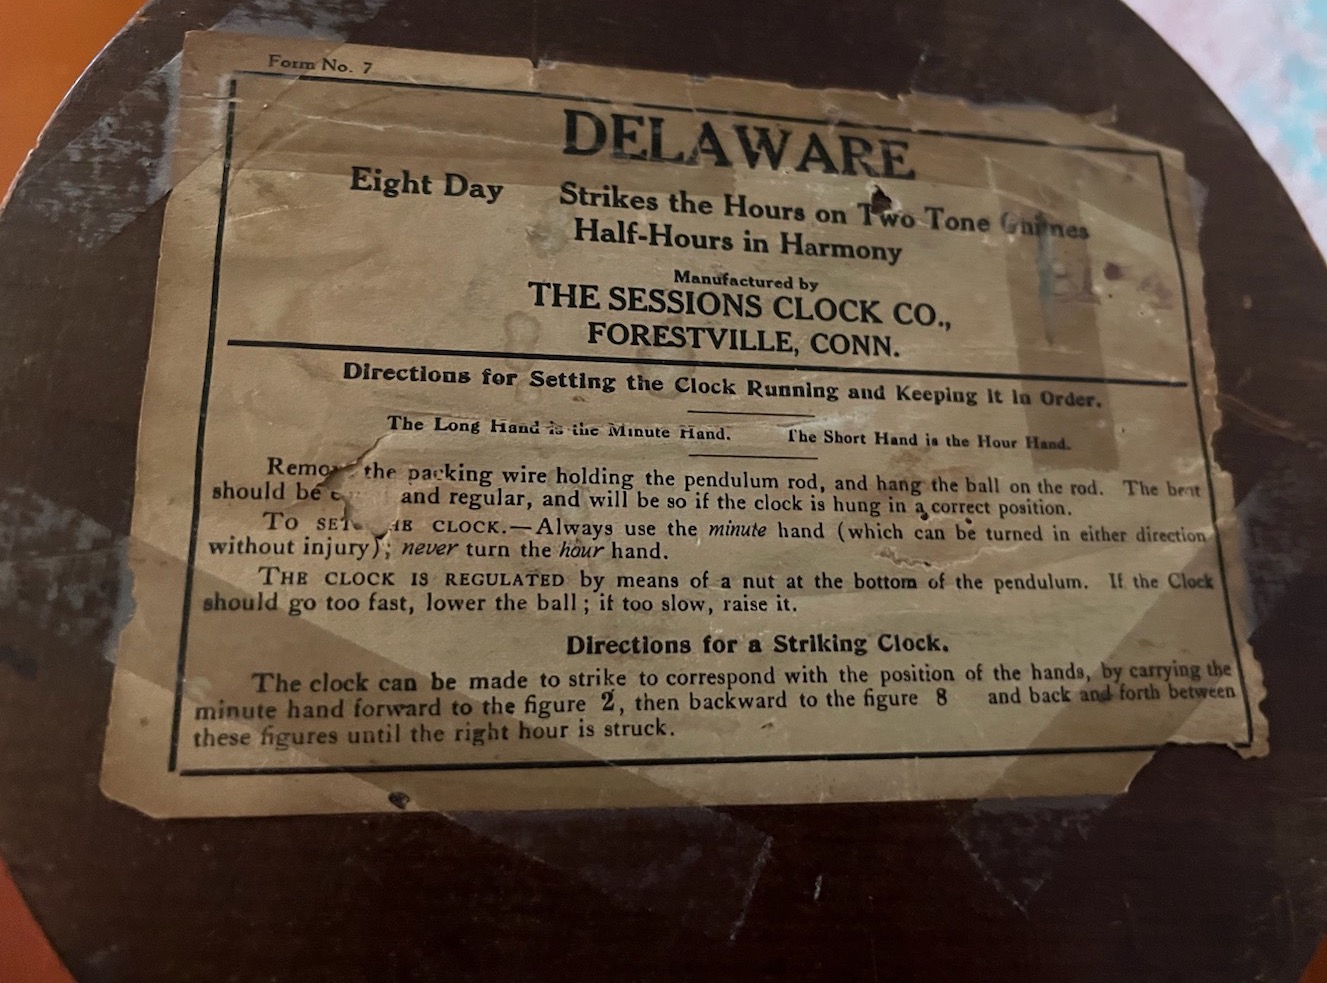 Form No. 7
DELAWARE
Eight Day Strikes the Hours on Two Tone Chimes
Half-Hours in Harmony
Manufactured by
THE SESSIONS CLOCK CO.,
FORESTVILLE, CONN.
Directions for Setting the Clock Running and Keeping it in Order.
The Long Hand is the Minute Hand. The Short Hand is the Hour Hand.
the packing wire holding the pendulum rod, and hang the ball on the rod. The beat
should be and regular, and will be so if the clock is hung in a correct position.
TO CLOCK.—Always use the minute hand (which can be turned in either direction
without injury); never turn the hour hand.
THE CLOCK IS REGULATED by means of a nut at the bottom of the pendulum. If the Clock
should go too fast, lower the ball; if too slow, raise it.
Directions for a Striking Clock.
The clock can be made to strike to correspond with the position of the hands, by carrying the
minute hand forward to the figure 2, then backward to the figure 8 and back and forth between
these figures until the right hour is struck.